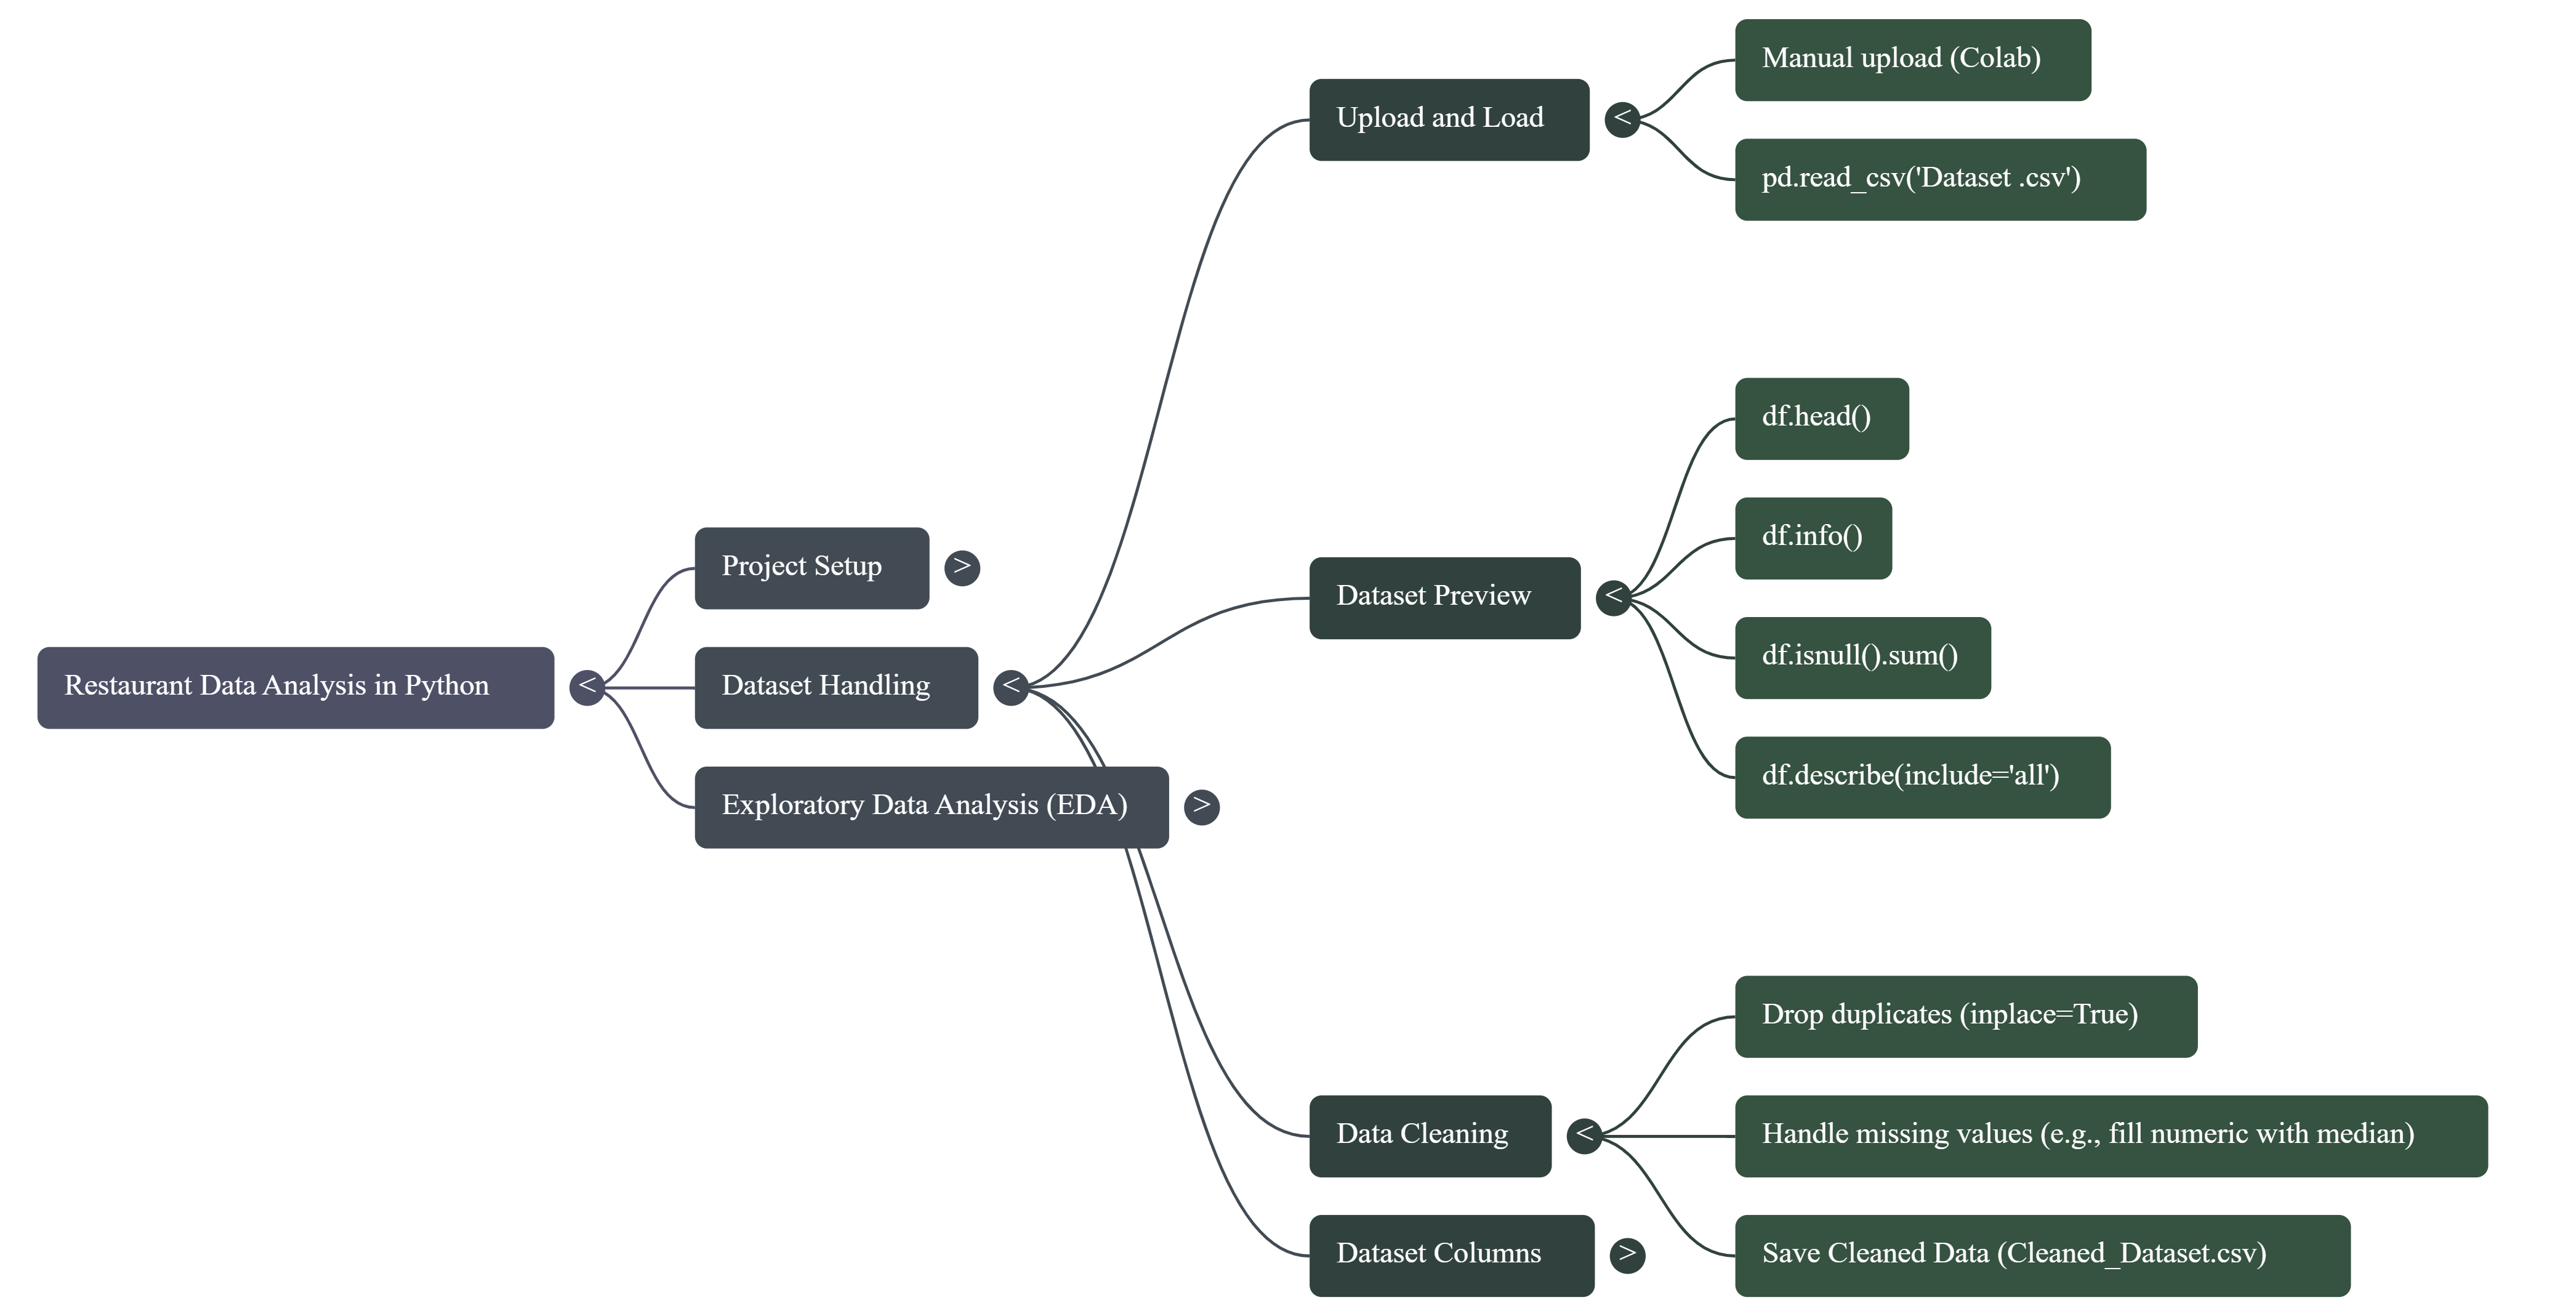 Restaurant Data Analysis in Python
<
Project Setup
>
Dataset Handling
<
Exploratory Data Analysis (EDA)
>
Upload and Load
<
Manual upload (Colab)
pd.read_csv('Dataset .csv')
Dataset Preview
<
df.head()
df.info()
df.isnull().sum()
df.describe(include='all')
Data Cleaning
<
Drop duplicates (inplace=True)
Handle missing values (e.g., fill numeric with median)
Save Cleaned Data (Cleaned_Dataset.csv)
Dataset Columns
>